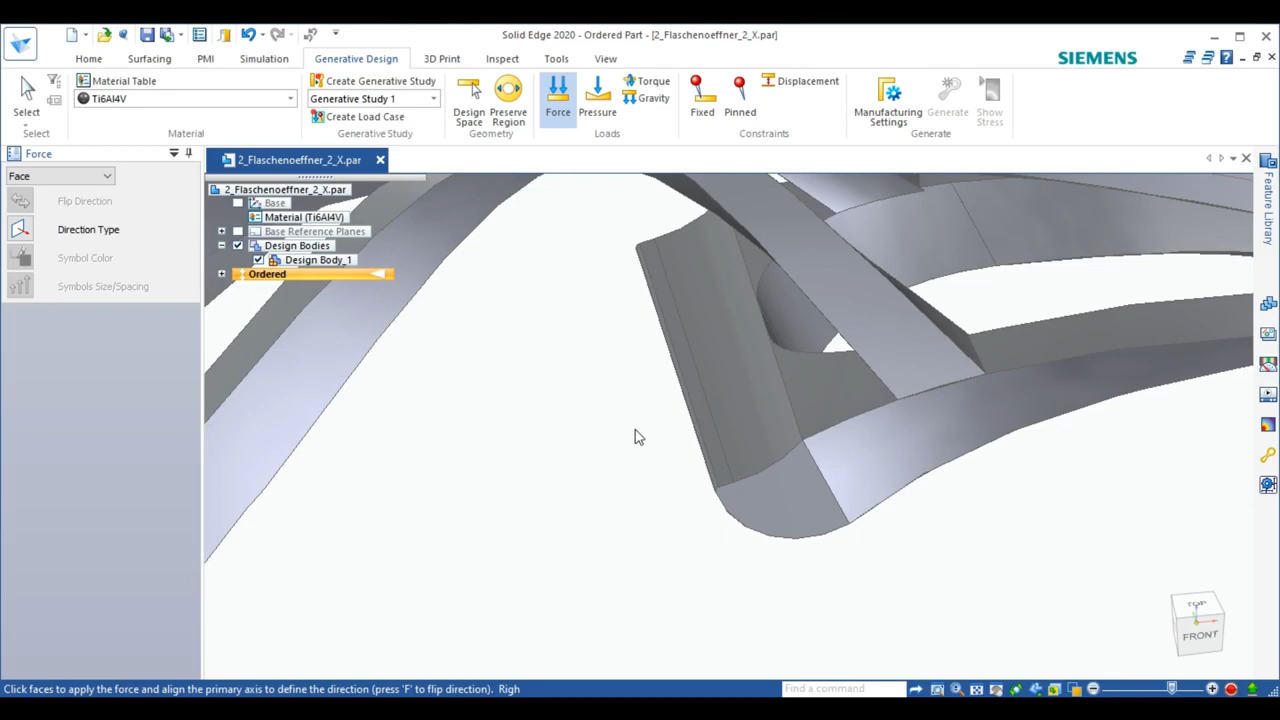 Solid Edge 2020 - Ordered Part - [2_Flaschenoeffner_2_X.par]
Home Surfacing PMI Simulation Generative Design 3D Print Inspect Tools View
SIEMENS
Select
Select
Material Table
Ti6Al4V
Material
Create Generative Study
Generative Study 1
Create Load Case
Generative Study
Design Space
Preserve Region
Geometry
Force
Pressure
Torque
Gravity
Loads
Fixed
Pinned
Displacement
Constraints
Manufacturing Settings
Generate
Show Stress
Generate
Force
Face
Flip Direction
Direction Type
Symbol Color
Symbols Size/Spacing
2_Flaschenoeffner_2_X.par
2_Flaschenoeffner_2_X.par
Base
Material (Ti6Al4V)
Base Reference Planes
Design Bodies
Design Body_1
Ordered
Feature Library
TOP
FRONT
Click faces to apply the force and align the primary axis to define the direction (press 'F' to flip direction). Righ
Find a command